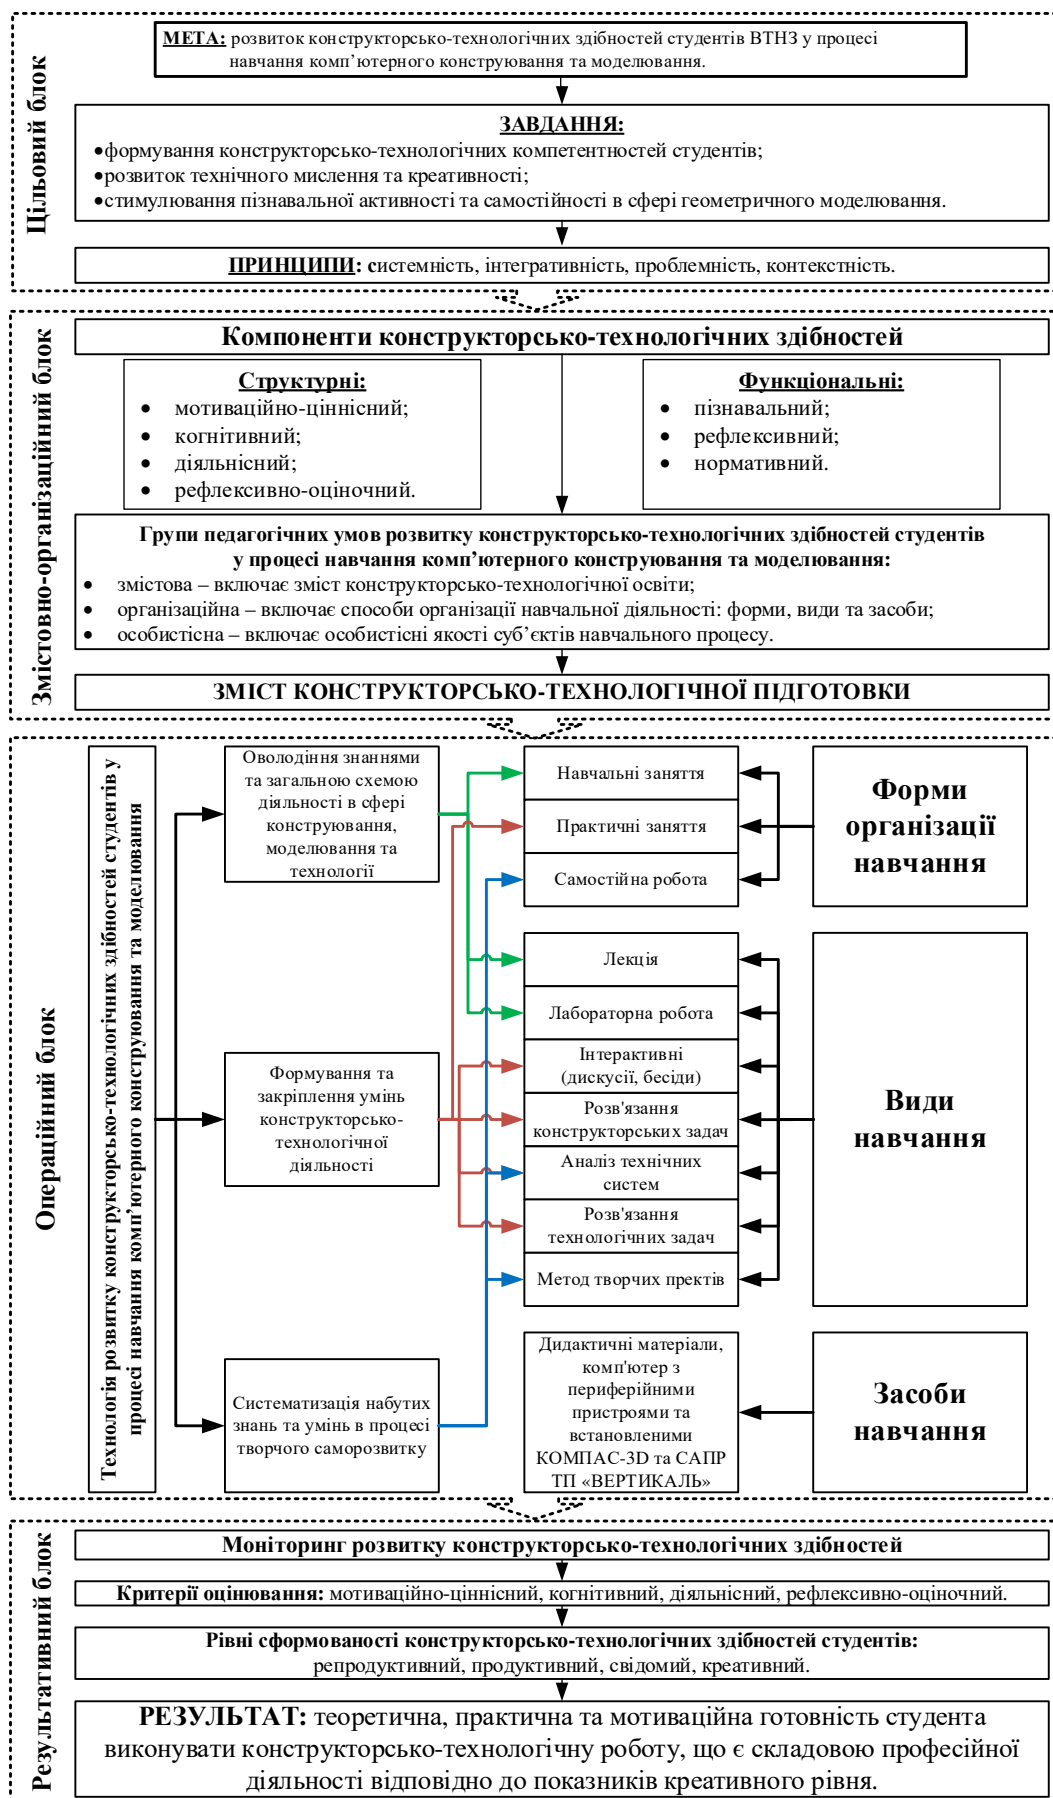 Цільовий блок
МЕТА: розвиток конструкторсько-технологічних здібностей студентів ВТНЗ у процесі
навчання комп’ютерного конструювання та моделювання.
ЗАВДАННЯ:
•формування конструкторсько-технологічних компетентностей студентів;
•розвиток технічного мислення та креативності;
•стимулювання пізнавальної активності та самостійності в сфері геометричного моделювання.
ПРИНЦИПИ: системність, інтегративність, проблемність, контекстність.
Змістовно-організаційний блок
Компоненти конструкторсько-технологічних здібностей
Структурні:
• мотиваційно-ціннісний;
• когнітивний;
• діяльнісний;
• рефлексивно-оціночний.
Функціональні:
• пізнавальний;
• рефлексивний;
• нормативний.
Групи педагогічних умов розвитку конструкторсько-технологічних здібностей студентів
у процесі навчання комп’ютерного конструювання та моделювання:
• змістова – включає зміст конструкторсько-технологічної освіти;
• організаційна – включає способи організації навчальної діяльності: форми, види та засоби;
• особистісна – включає особистісні якості суб’єктів навчального процесу.
ЗМІСТ КОНСТРУКТОРСЬКО-ТЕХНОЛОГІЧНОЇ ПІДГОТОВКИ
Операційний блок
Технологія розвитку конструкторсько-технологічних здібностей студентів у
процесі навчання комп’ютерного конструювання та моделювання
Оволодіння знаннями
та загальною схемою
діяльності в сфері
конструювання,
моделювання та
технології
Формування та
закріплення умінь
конструкторсько-
технологічної
діяльності
Систематизація набутих
знань та умінь в процесі
творчого саморозвитку
Навчальні заняття
Практичні заняття
Самостійна робота
Лекція
Лабораторна робота
Інтерактивні
(дискусії, бесіди)
Розв'язання
конструкторських задач
Аналіз технічних
систем
Розв'язання
технологічних задач
Метод творчих пректів
Дидактичні матеріали,
комп'ютер з
периферійними
пристроями та
встановленими
КОМПАС-3D та САПР
ТП «ВЕРТИКАЛЬ»
Форми
організації
навчання
Види
навчання
Засоби
навчання
Результативний блок
Моніторинг розвитку конструкторсько-технологічних здібностей
Критерії оцінювання: мотиваційно-ціннісний, когнітивний, діяльнісний, рефлексивно-оціночний.
Рівні сформованості конструкторсько-технологічних здібностей студентів:
репродуктивний, продуктивний, свідомий, креативний.
РЕЗУЛЬТАТ: теоретична, практична та мотиваційна готовність студента
виконувати конструкторсько-технологічну роботу, що є складовою професійної
діяльності відповідно до показників креативного рівня.